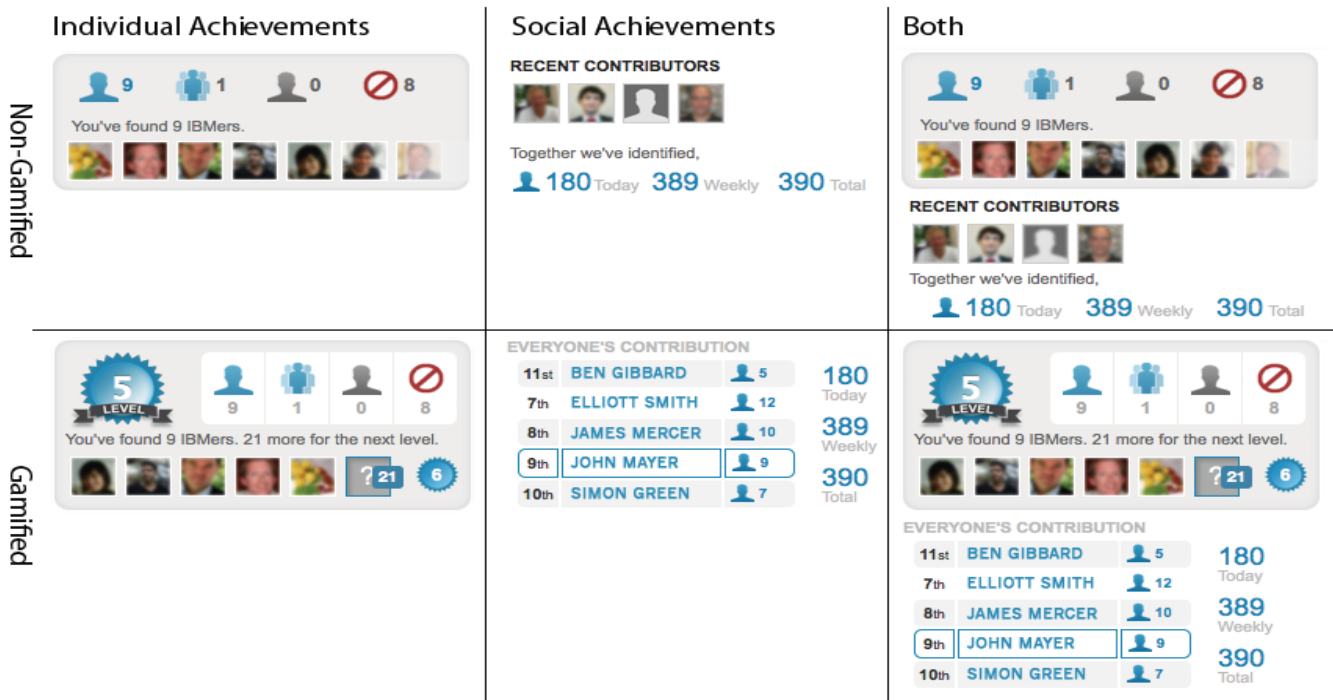 Individual Achievements
Social Achievements
Both
Non-Gamified
9 1 0 8
You've found 9 IBMers.
RECENT CONTRIBUTORS
Together we've identified,
180 Today 389 Weekly 390 Total
9 1 0 8
You've found 9 IBMers.
RECENT CONTRIBUTORS
Together we've identified,
180 Today 389 Weekly 390 Total
Gamified
5
LEVEL
9 1 0 8
You've found 9 IBMers. 21 more for the next level.
? 21 6
EVERYONE'S CONTRIBUTION
11st BEN GIBBARD 5
7th ELLIOTT SMITH 12
8th JAMES MERCER 10
9th JOHN MAYER 9
10th SIMON GREEN 7
180
Today
389
Weekly
390
Total
5
LEVEL
9 1 0 8
You've found 9 IBMers. 21 more for the next level.
? 21 6
EVERYONE'S CONTRIBUTION
11st BEN GIBBARD 5
7th ELLIOTT SMITH 12
8th JAMES MERCER 10
9th JOHN MAYER 9
10th SIMON GREEN 7
180
Today
389
Weekly
390
Total